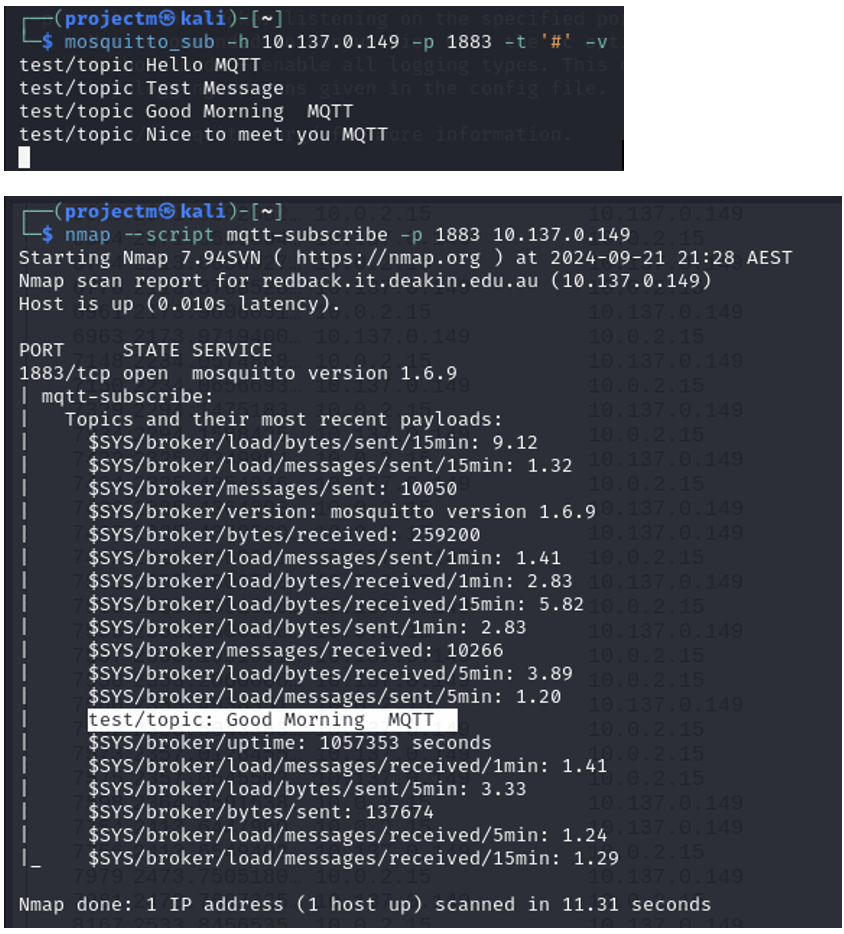 ┌──(projectm㉿kali)-[~]
└─$ mosquitto_sub -h 10.137.0.149 -p 1883 -t '#' -v
test/topic Hello MQTT
test/topic Test Message
test/topic Good Morning  MQTT
test/topic Nice to meet you MQTT
┌──(projectm㉿kali)-[~]
└─$ nmap --script mqtt-subscribe -p 1883 10.137.0.149
Starting Nmap 7.94SVN ( https://nmap.org ) at 2024-09-21 21:28 AEST
Nmap scan report for redback.it.deakin.edu.au (10.137.0.149)
Host is up (0.010s latency).
PORT     STATE SERVICE
1883/tcp open  mosquitto version 1.6.9
| mqtt-subscribe:
|   Topics and their most recent payloads:
|     $SYS/broker/load/bytes/sent/15min: 9.12
|     $SYS/broker/load/messages/sent/15min: 1.32
|     $SYS/broker/messages/sent: 10050
|     $SYS/broker/version: mosquitto version 1.6.9
|     $SYS/broker/bytes/received: 259200
|     $SYS/broker/load/messages/sent/1min: 1.41
|     $SYS/broker/load/bytes/received/1min: 2.83
|     $SYS/broker/load/bytes/received/15min: 5.82
|     $SYS/broker/load/bytes/sent/1min: 2.83
|     $SYS/broker/messages/received: 10266
|     $SYS/broker/load/bytes/received/5min: 3.89
|     $SYS/broker/load/messages/sent/5min: 1.20
|     test/topic: Good Morning  MQTT
|     $SYS/broker/uptime: 1057353 seconds
|     $SYS/broker/load/messages/received/1min: 1.41
|     $SYS/broker/load/bytes/sent/5min: 3.33
|     $SYS/broker/bytes/sent: 137674
|     $SYS/broker/load/messages/received/5min: 1.24
|_    $SYS/broker/load/messages/received/15min: 1.29
Nmap done: 1 IP address (1 host up) scanned in 11.31 seconds